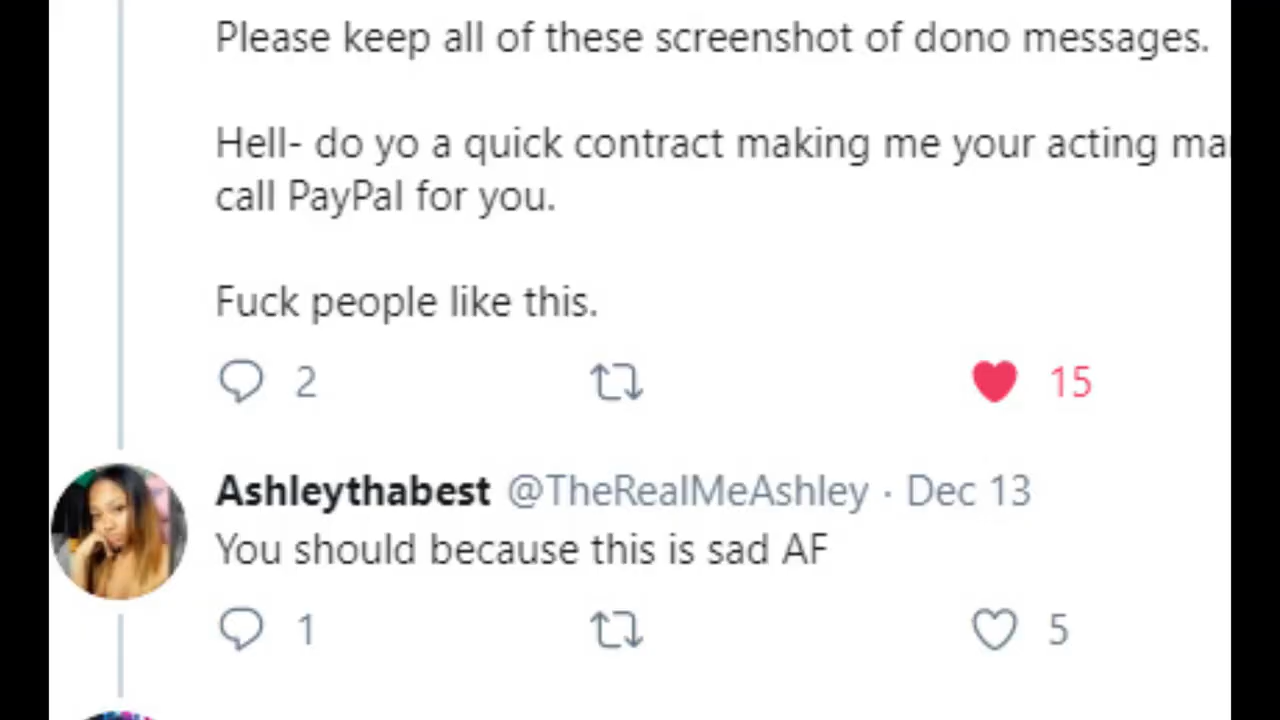 Please keep all of these screenshot of dono messages.
Hell- do yo a quick contract making me your acting ma
call PayPal for you.
Fuck people like this.
2 15
Ashleythabest @TheRealMeAshley · Dec 13
You should because this is sad AF
1 5